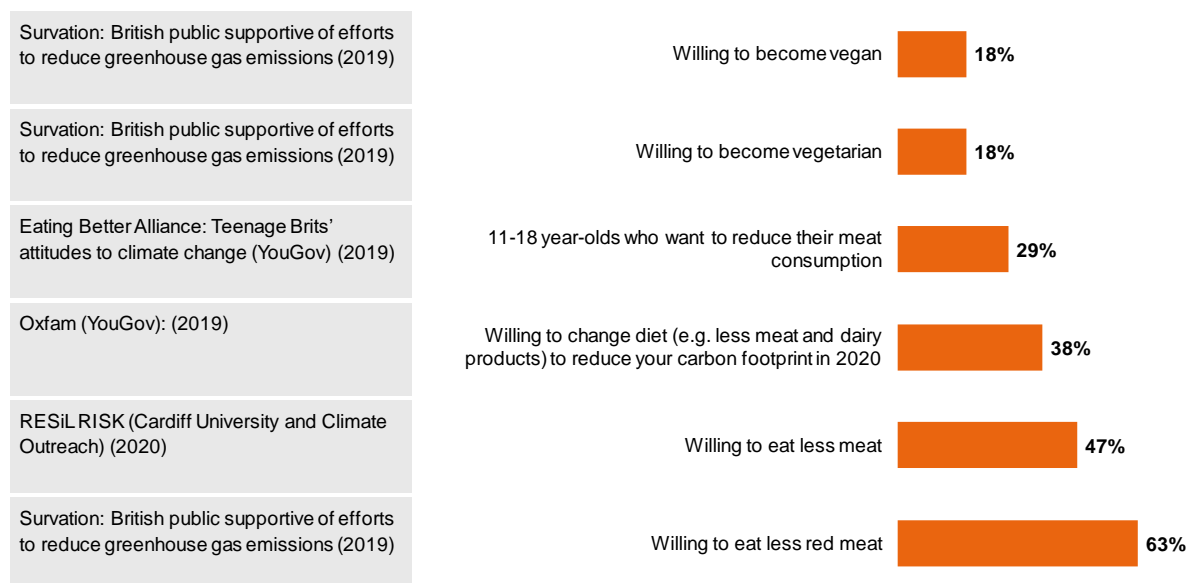 Survation: British public supportive of efforts
to reduce greenhouse gas emissions (2019)
Willing to become vegan
18%
Survation: British public supportive of efforts
to reduce greenhouse gas emissions (2019)
Willing to become vegetarian
18%
Eating Better Alliance: Teenage Brits’
attitudes to climate change (YouGov) (2019)
11-18 year-olds who want to reduce their meat
consumption
29%
Oxfam (YouGov): (2019)
Willing to change diet (e.g. less meat and dairy
products) to reduce your carbon footprint in 2020
38%
RESiL RISK (Cardiff University and Climate
Outreach) (2020)
Willing to eat less meat
47%
Survation: British public supportive of efforts
to reduce greenhouse gas emissions (2019)
Willing to eat less red meat
63%